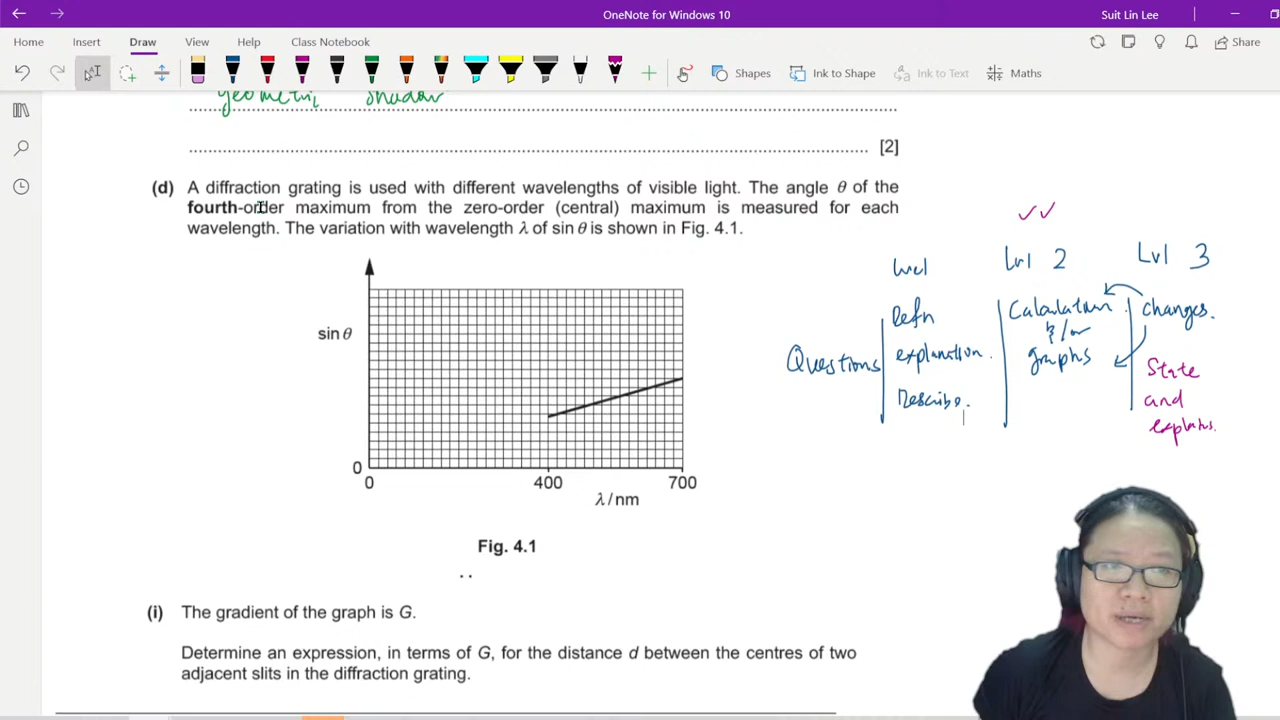 OneNote for Windows 10
Suit Lin Lee
Home Insert Draw View Help Class Notebook
Share
Shapes Ink to Shape Ink to Text Maths
geometric shadow
[2]
(d) A diffraction grating is used with different wavelengths of visible light. The angle θ of the
fourth-order maximum from the zero-order (central) maximum is measured for each
wavelength. The variation with wavelength λ of sin θ is shown in Fig. 4.1.
sin θ
0
0 400 700
λ / nm
Fig. 4.1
(i) The gradient of the graph is G.
Determine an expression, in terms of G, for the distance d between the centres of two
adjacent slits in the diffraction grating.
✓✓
Lvl 2 Lvl 3
Questions
Defn
explanation.
Describe.
Calculation
&/or
graphs
changes.
State
and